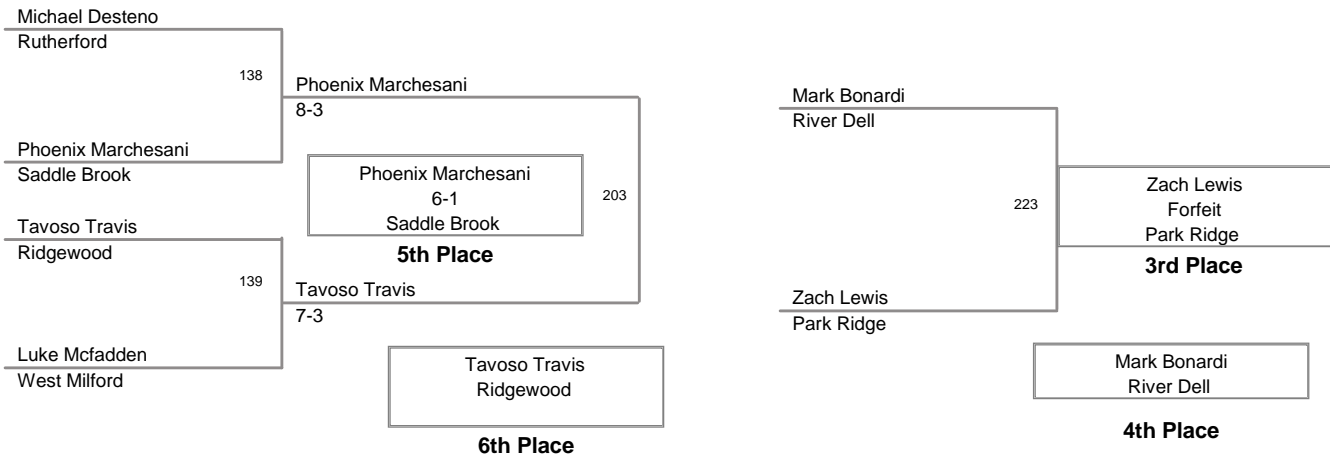 Michael Desteno
Rutherford
138
Phoenix Marchesani
8-3
Phoenix Marchesani
Saddle Brook
Phoenix Marchesani
6-1
Saddle Brook
203
5th Place
Tavoso Travis
Ridgewood
139
Tavoso Travis
7-3
Luke Mcfadden
West Milford
Tavoso Travis
Ridgewood
6th Place
Mark Bonardi
River Dell
223
Zach Lewis
Forfeit
Park Ridge
3rd Place
Zach Lewis
Park Ridge
Mark Bonardi
River Dell
4th Place